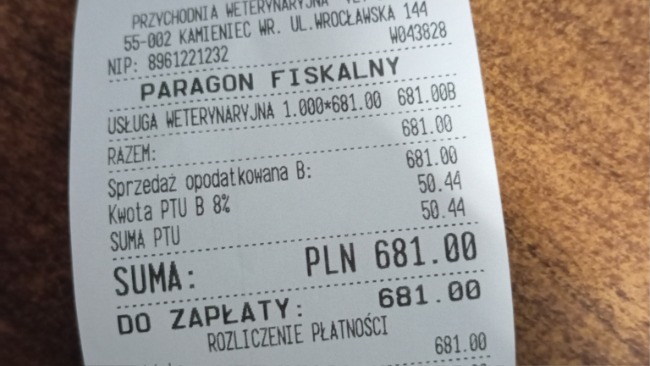 PRZYCHODNIA WETERYNARYJNA
55-002 KAMIENIEC WR. UL.WROCŁAWSKA 144
NIP: 8961221232 W043828
PARAGON FISKALNY
USŁUGA WETERYNARYJNA 1.000*681.00 681.00B
RAZEM: 681.00
Sprzedaż opodatkowana B: 681.00
Kwota PTU B 8% 50.44
SUMA PTU 50.44
SUMA: PLN 681.00
DO ZAPŁATY: 681.00
ROZLICZENIE PŁATNOŚCI
681.00